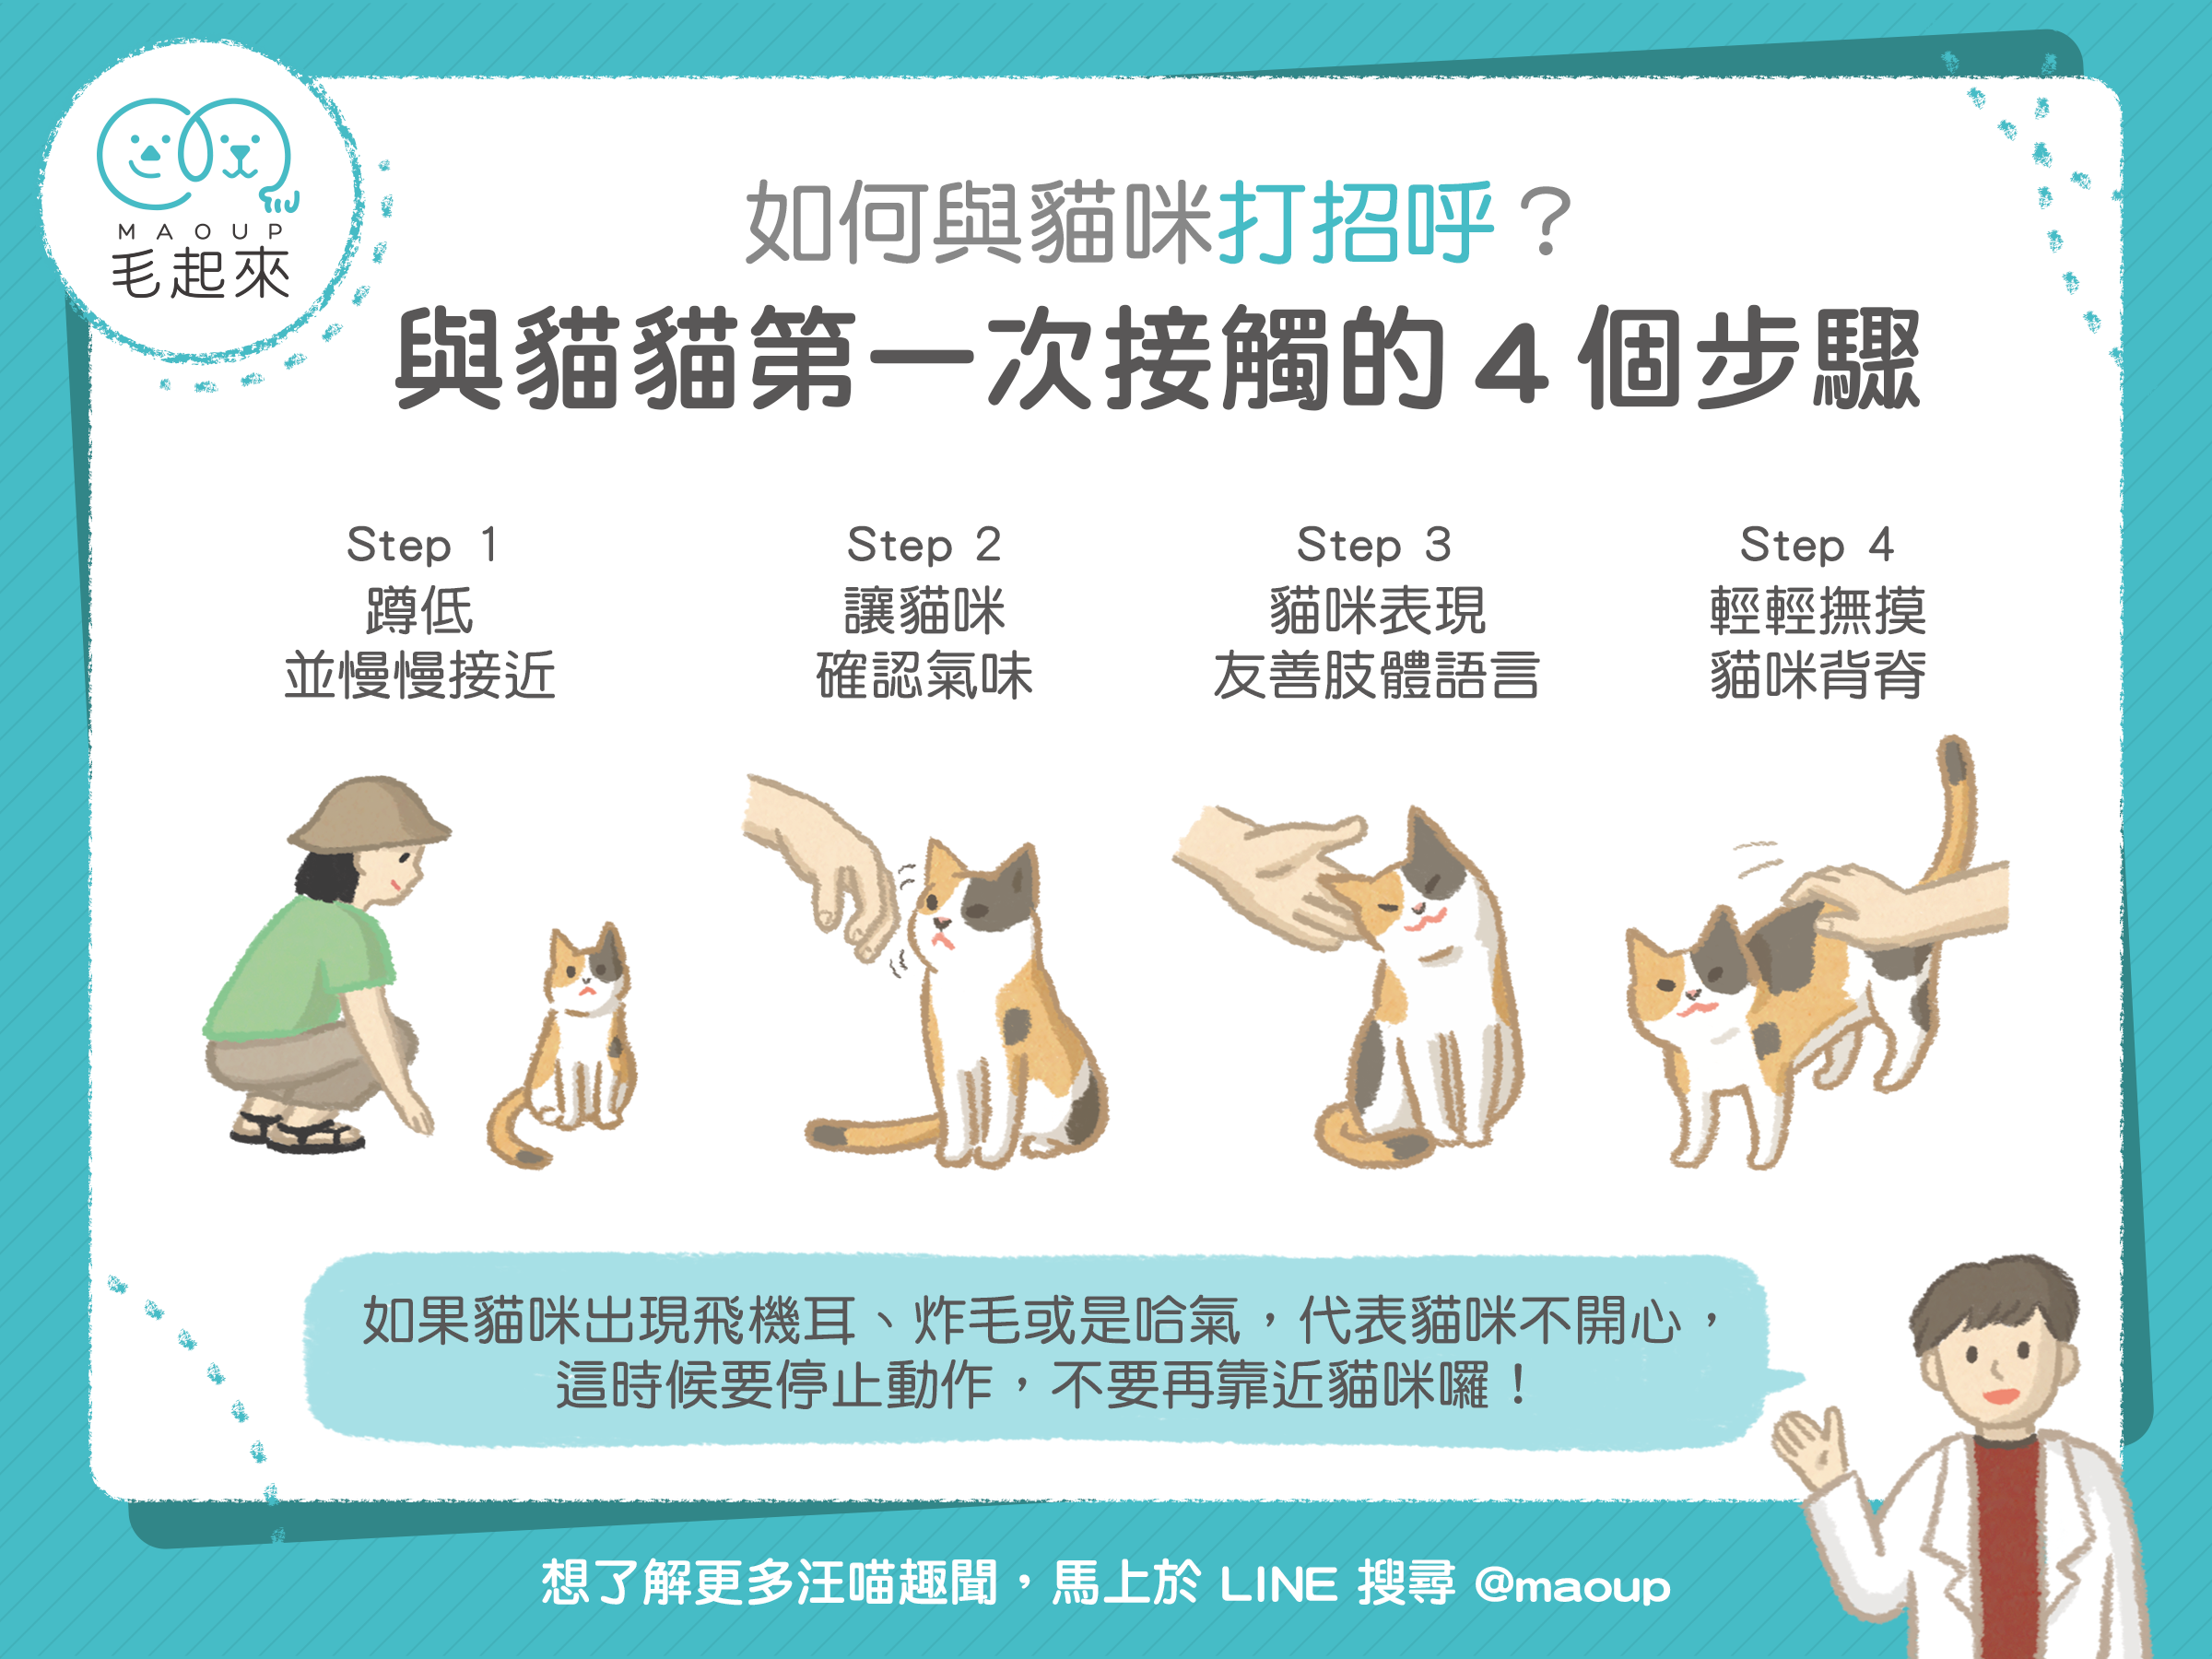 MAOUP
毛起來
如何與貓咪打招呼？
與貓貓第一次接觸的4個步驟
Step 1
蹲低
並慢慢接近
Step 2
讓貓咪
確認氣味
Step 3
貓咪表現
友善肢體語言
Step 4
輕輕撫摸
貓咪背脊
如果貓咪出現飛機耳、炸毛或是哈氣，代表貓咪不開心，
這時候要停止動作，不要再靠近貓咪囉！
想了解更多汪喵趣聞，馬上於 LINE 搜尋 @maoup